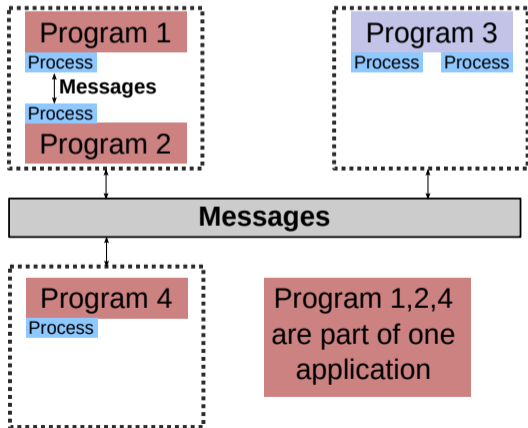 Program 1
Process
Messages
Process
Program 2
Program 3
Process Process
Messages
Program 4
Process
Program 1,2,4
are part of one
application